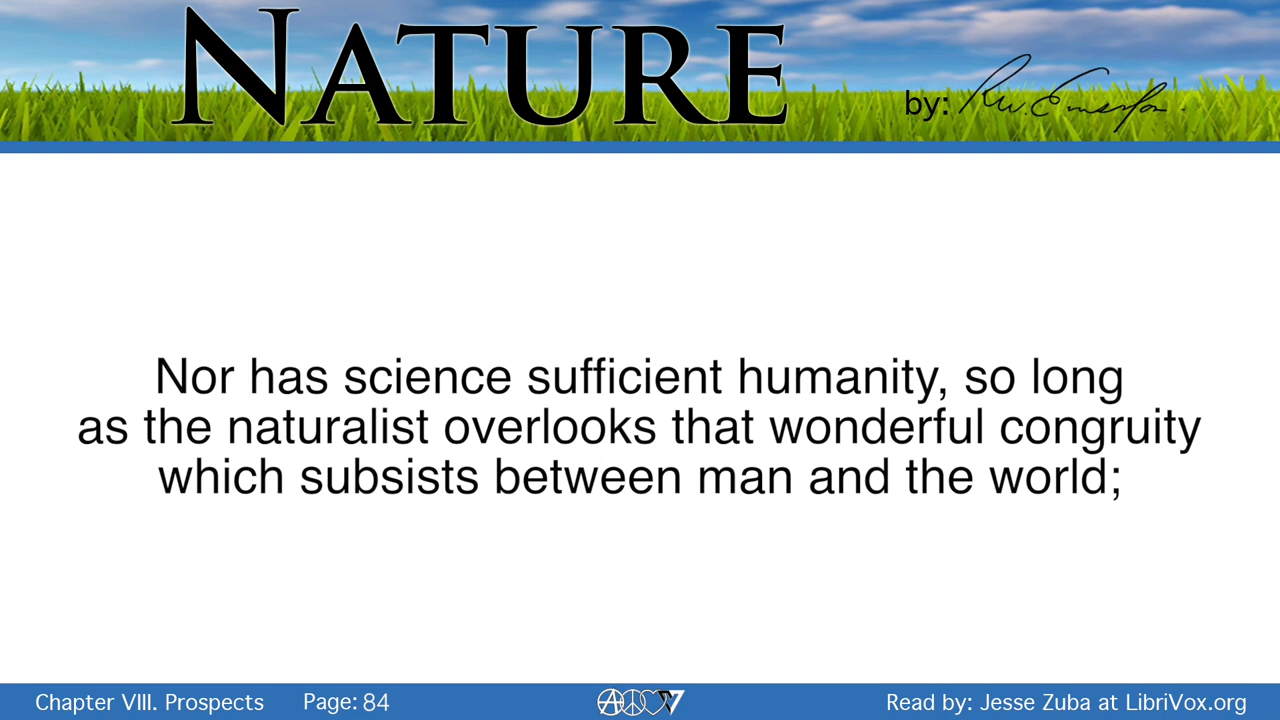 NATURE
by: R.W. Emerson.
Nor has science sufficient humanity, so long
as the naturalist overlooks that wonderful congruity
which subsists between man and the world;
Chapter VIII. Prospects Page: 84 Read by: Jesse Zuba at LibriVox.org